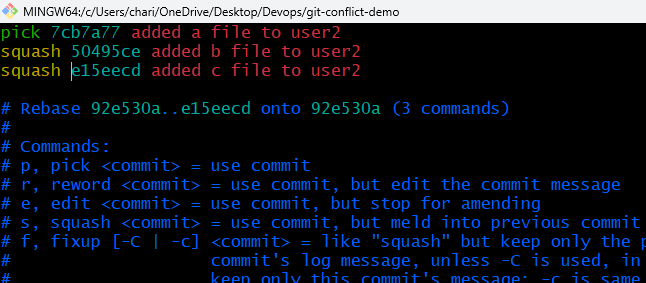 MINGW64:/c/Users/chari/OneDrive/Desktop/Devops/git-conflict-demo
pick 7cb7a77 added a file to user2
squash 50495ce added b file to user2
squash e15eecd added c file to user2
# Rebase 92e530a..e15eecd onto 92e530a (3 commands)
#
# Commands:
# p, pick <commit> = use commit
# r, reword <commit> = use commit, but edit the commit message
# e, edit <commit> = use commit, but stop for amending
# s, squash <commit> = use commit, but meld into previous commit
# f, fixup [-C | -c] <commit> = like "squash" but keep only the p
# commit's log message, unless -C is used, in
# keep only this commit's message; -c is same